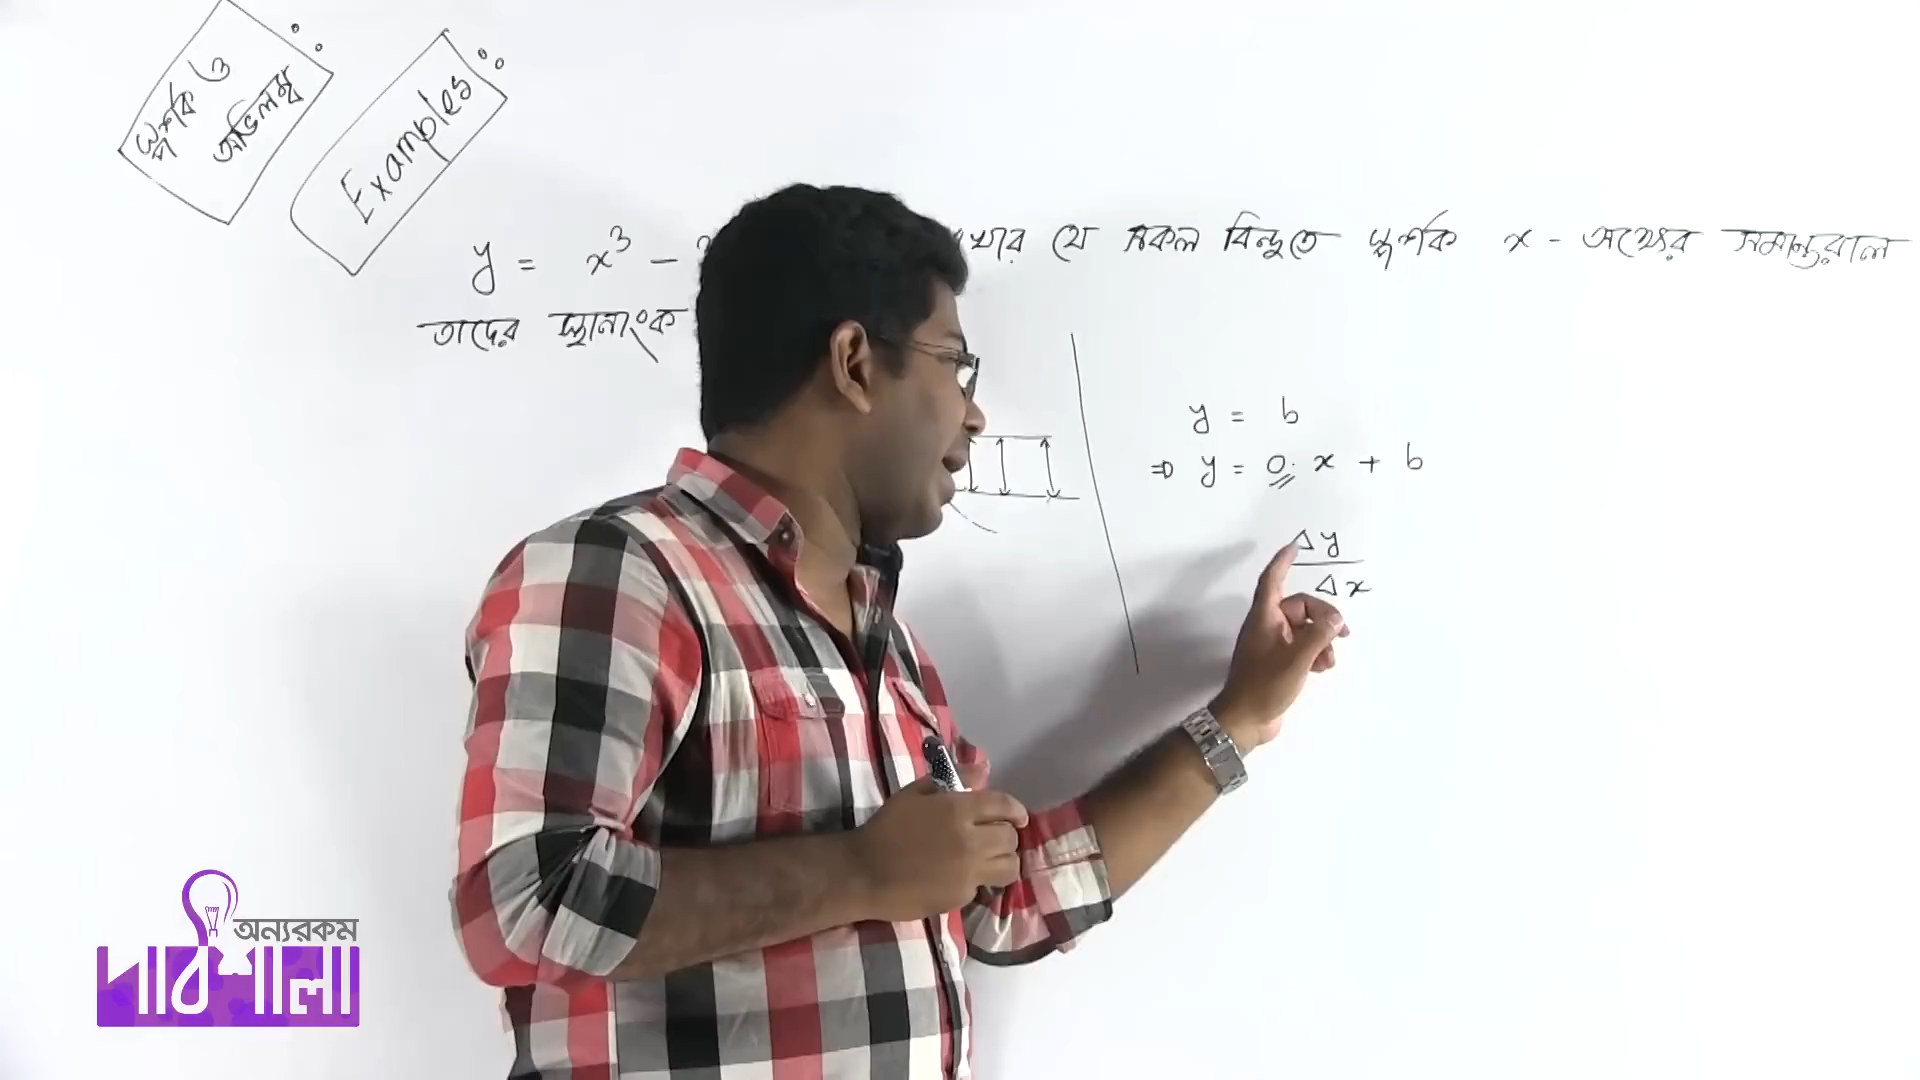 স্পর্শক ও
অভিলম্ব
Examples
y = x³ - খার যে সকল বিন্দুতে স্পর্শক x - অক্ষের সমান্তরাল
তাদের স্থানাংক
y = b
⇒ y = 0. x + b
Δy
Δx
অন্যরকম
পাঠশালা